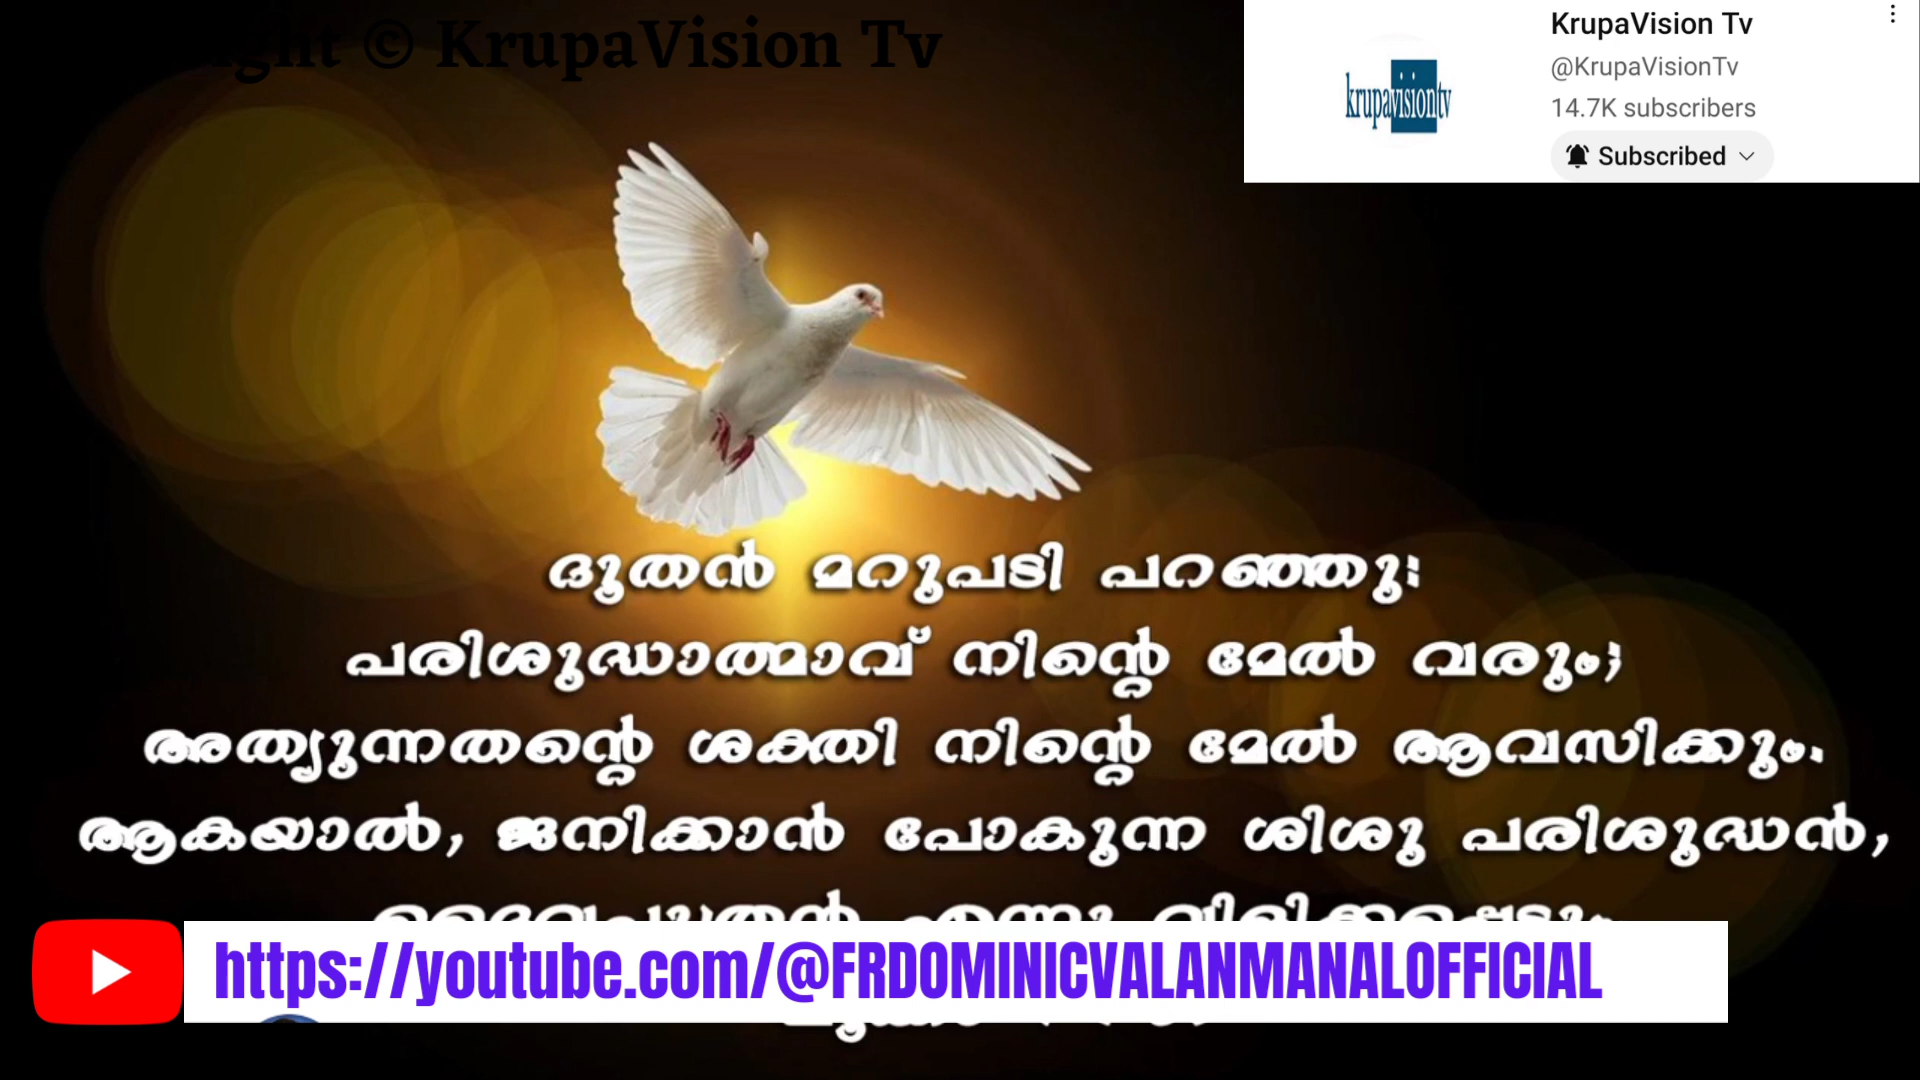 © KrupaVision Tv
KrupaVision Tv
@KrupaVisionTv
14.7K subscribers
Subscribed
krupavisiontv
ദൂതൻ മറുപടി പറഞ്ഞു:
പരിശുദ്ധാത്മാവ് നിന്റെ മേൽ വരും;
അത്യുന്നതന്റെ ശക്തി നിന്റെ മേൽ ആവസിക്കും.
ആകയാൽ, ജനിക്കാൻ പോകുന്ന ശിശു പരിശുദ്ധൻ,
https://youtube.com/@FRDOMINICVALANMANALOFFICIAL